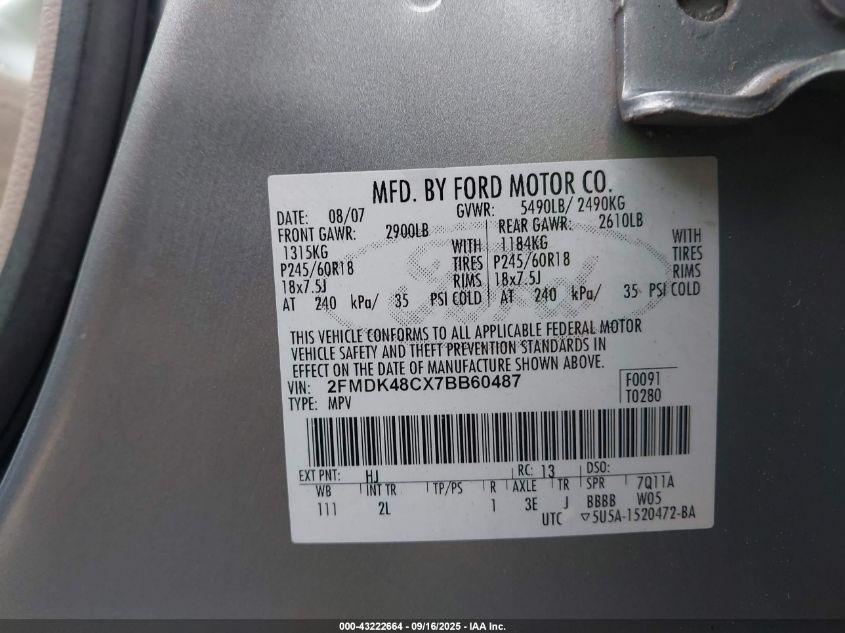 MFD. BY FORD MOTOR CO.
DATE: 08/07 GVWR: 5490LB/ 2490KG
FRONT GAWR: 2900LB REAR GAWR: 2610LB
1315KG WITH 1184KG WITH
P245/60R18 TIRES P245/60R18 TIRES
18x7.5J RIMS 18x7.5J RIMS
AT 240 kPa/ 35 PSI COLD AT 240 kPa/ 35 PSI COLD
Ford
THIS VEHICLE CONFORMS TO ALL APPLICABLE FEDERAL MOTOR
VEHICLE SAFETY AND THEFT PREVENTION STANDARDS IN
EFFECT ON THE DATE OF MANUFACTURE SHOWN ABOVE.
VIN: 2FMDK48CX7BB60487 F0091
TYPE: MPV T0280
EXT PNT: HJ RC: 13 DSO:
WB INT TR TP/PS R AXLE TR SPR 7Q11A
111 2L 1 3E J BBBB W05
UTC ▽5U5A-1520472-BA
000-43222664 - 09/16/2025 - IAA Inc.